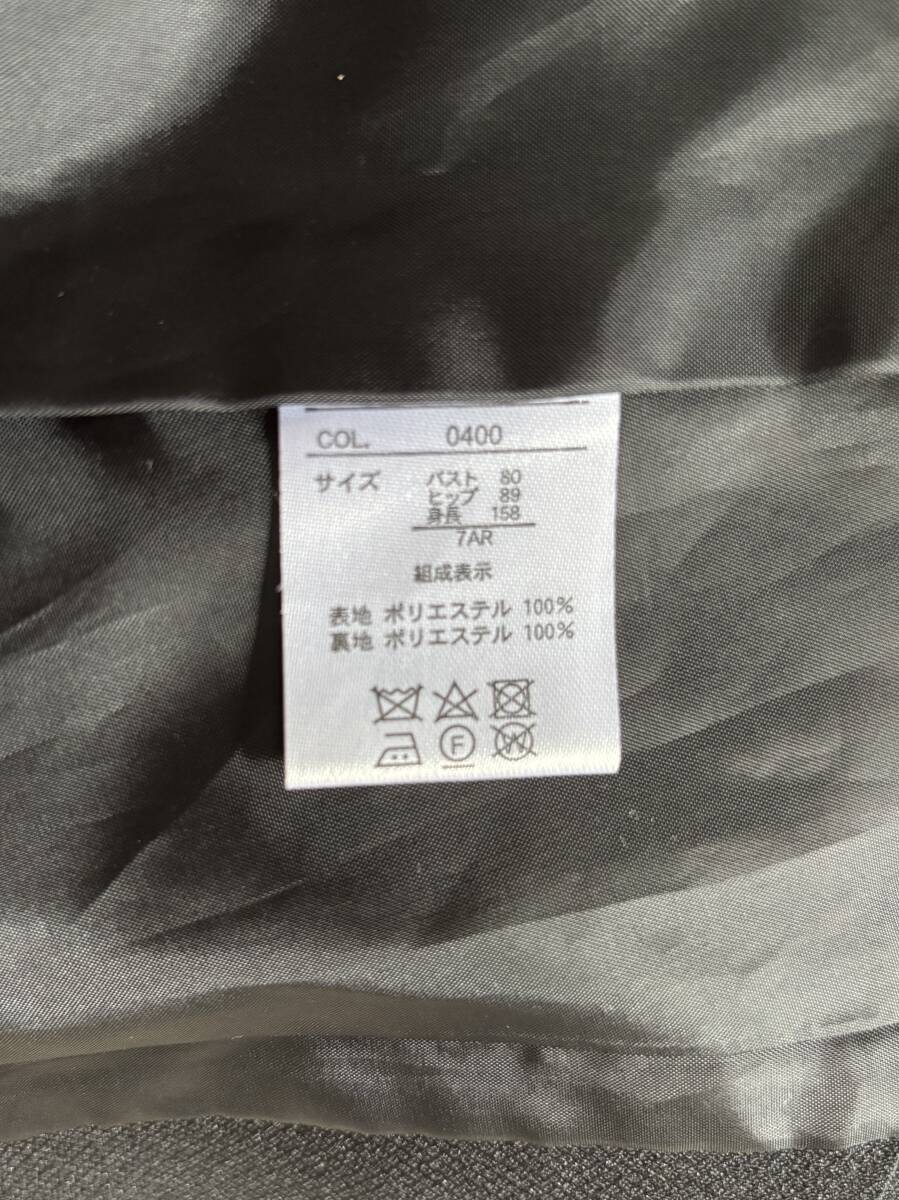 COL. 0400
サイズ バスト 80
ヒップ 89
身長 158
7AR
組成表示
表地 ポリエステル 100%
裏地 ポリエステル 100%
F
W